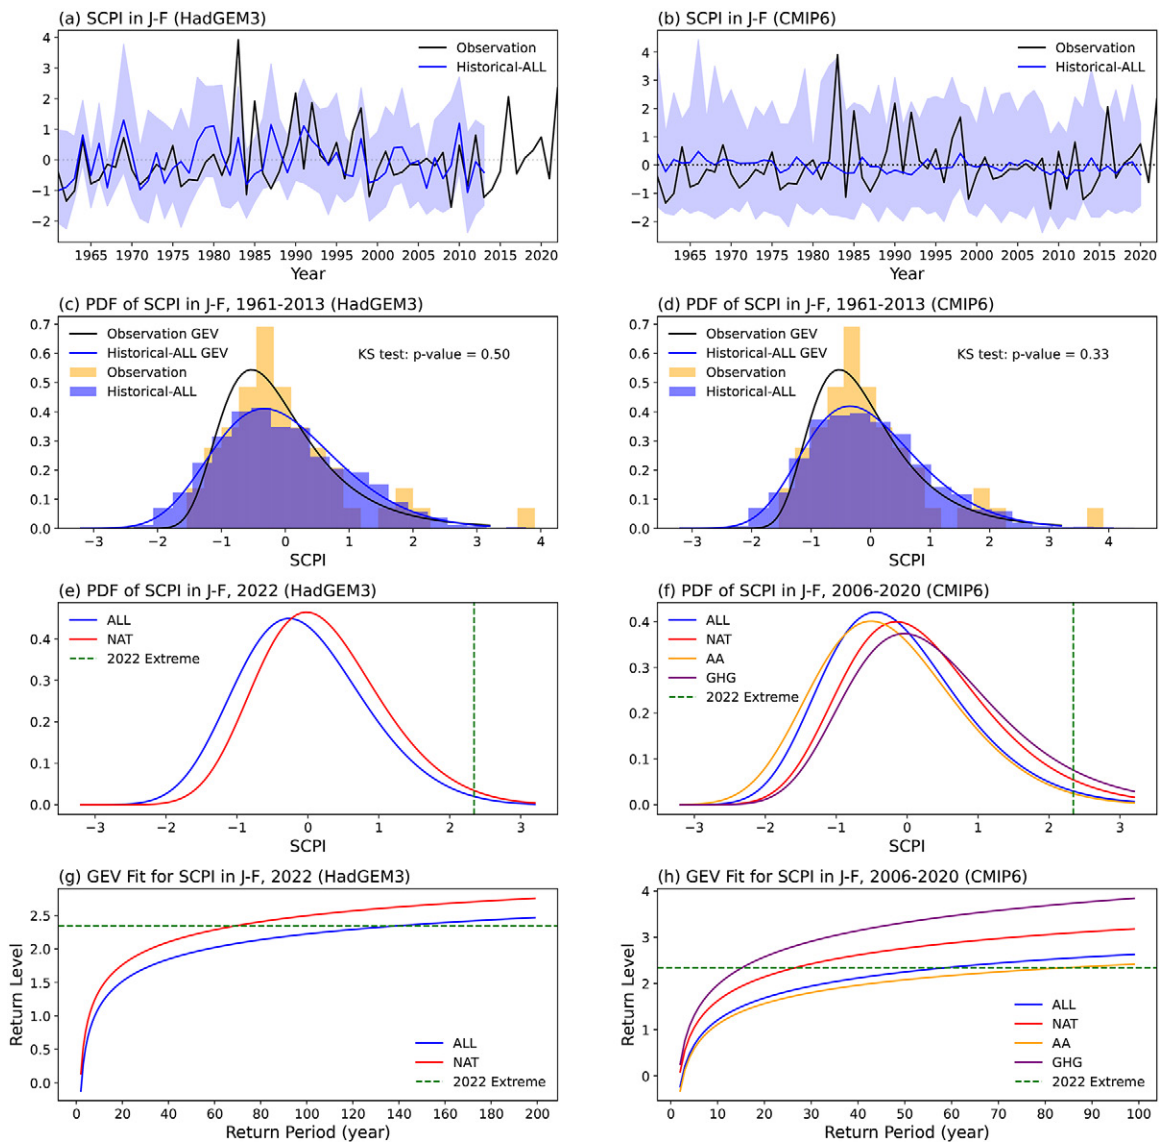 (a) SCPI in J-F (HadGEM3)
4
3
2
1
0
−1
−2
Observation
Historical-ALL
1965 1970 1975 1980 1985 1990 1995 2000 2005 2010 2015 2020
Year
(b) SCPI in J-F (CMIP6)
4
3
2
1
0
−1
−2
Observation
Historical-ALL
1965 1970 1975 1980 1985 1990 1995 2000 2005 2010 2015 2020
Year
(c) PDF of SCPI in J-F, 1961-2013 (HadGEM3)
0.7
0.6
0.5
0.4
0.3
0.2
0.1
0.0
Observation GEV
Historical-ALL GEV
Observation
Historical-ALL
KS test: p-value = 0.50
−3 −2 −1 0 1 2 3 4
SCPI
(d) PDF of SCPI in J-F, 1961-2013 (CMIP6)
0.7
0.6
0.5
0.4
0.3
0.2
0.1
0.0
Observation GEV
Historical-ALL GEV
Observation
Historical-ALL
KS test: p-value = 0.33
−3 −2 −1 0 1 2 3 4
SCPI
(e) PDF of SCPI in J-F, 2022 (HadGEM3)
0.4
0.3
0.2
0.1
0.0
ALL
NAT
2022 Extreme
−3 −2 −1 0 1 2 3
SCPI
(f) PDF of SCPI in J-F, 2006-2020 (CMIP6)
0.4
0.3
0.2
0.1
0.0
ALL
NAT
AA
GHG
2022 Extreme
−3 −2 −1 0 1 2 3
SCPI
(g) GEV Fit for SCPI in J-F, 2022 (HadGEM3)
Return Level
2.5
2.0
1.5
1.0
0.5
0.0
ALL
NAT
2022 Extreme
0 20 40 60 80 100 120 140 160 180 200
Return Period (year)
(h) GEV Fit for SCPI in J-F, 2006-2020 (CMIP6)
Return Level
4
3
2
1
0
ALL
NAT
AA
GHG
2022 Extreme
0 10 20 30 40 50 60 70 80 90 100
Return Period (year)